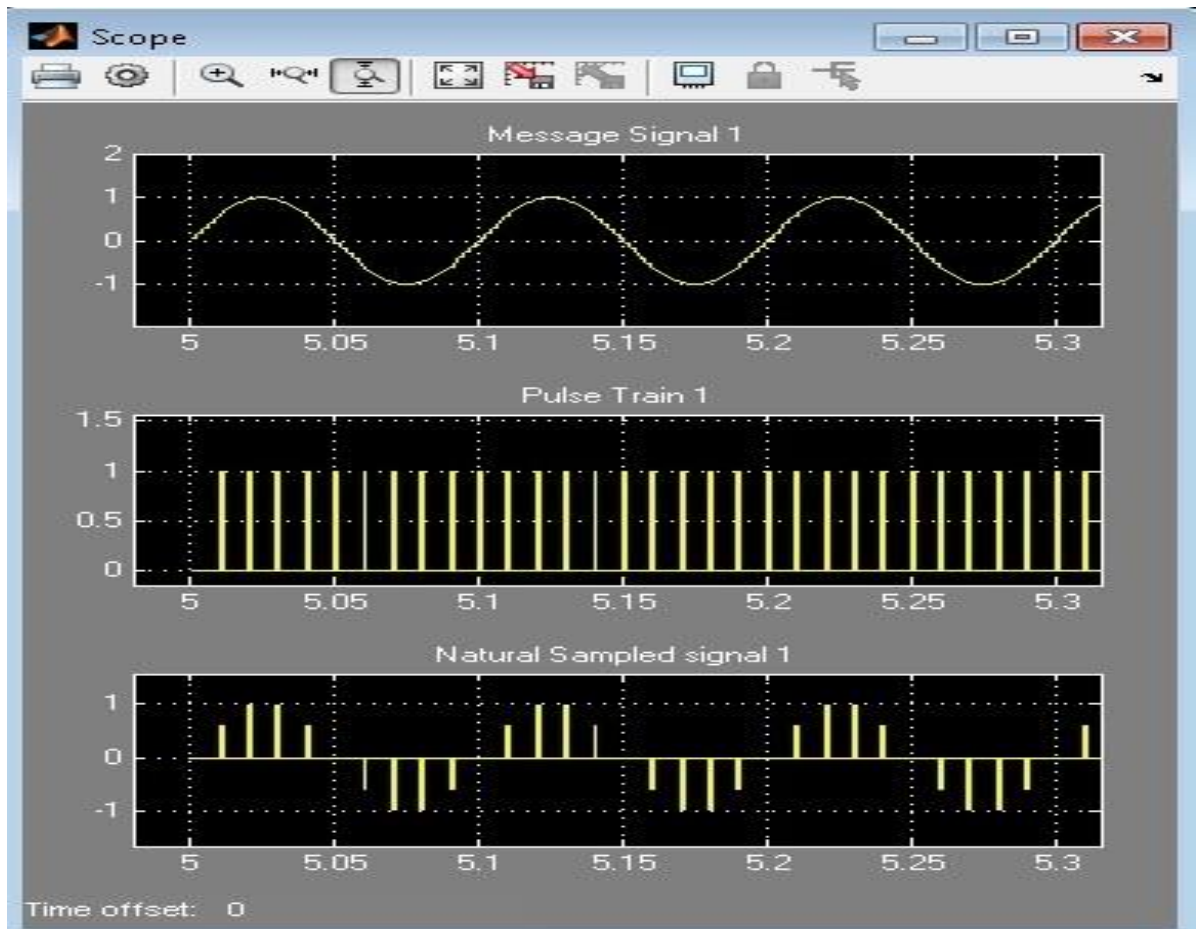 Scope
Message Signal 1
2
1
0
-1
5 5.05 5.1 5.15 5.2 5.25 5.3
Pulse Train 1
1.5
1
0.5
0
5 5.05 5.1 5.15 5.2 5.25 5.3
Natural Sampled signal 1
1
0
-1
5 5.05 5.1 5.15 5.2 5.25 5.3
Time offset: 0